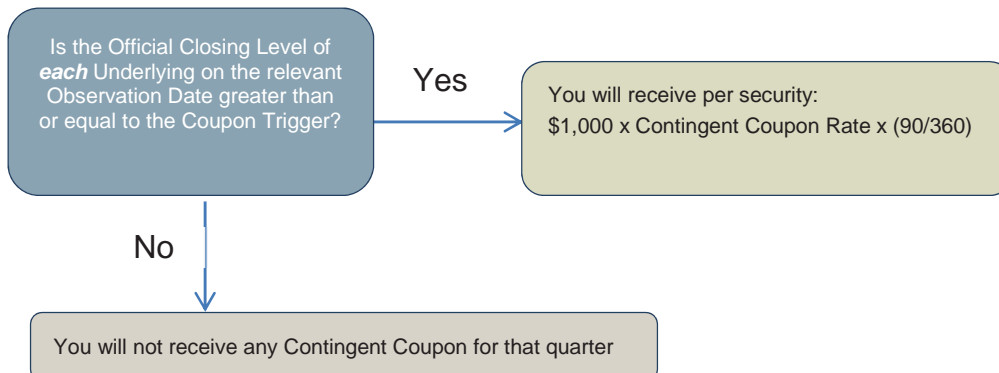 Is the Official Closing Level of
each Underlying on the relevant
Observation Date greater than
or equal to the Coupon Trigger?
Yes
You will receive per security:
$1,000 x Contingent Coupon Rate x (90/360)
No
You will not receive any Contingent Coupon for that quarter